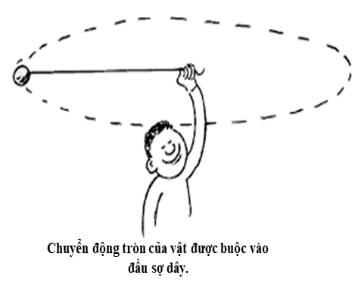 Chuyển động tròn của vật được buộc vào
đầu sợ dây.